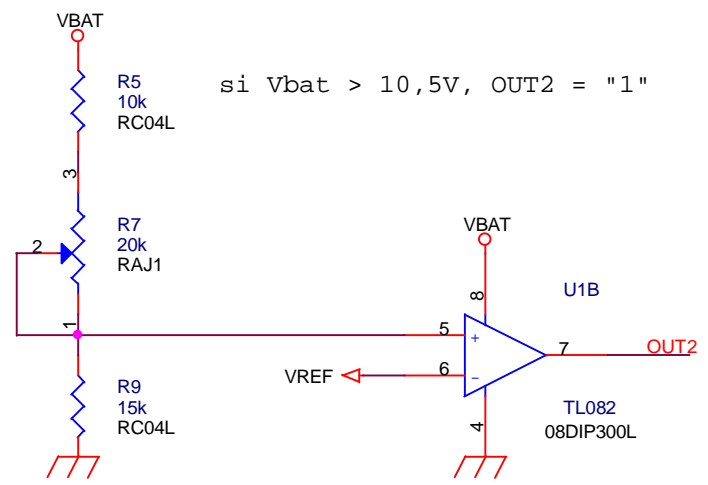 VBAT
R5
10k
RC04L
si Vbat > 10,5V, OUT2 = "1"
3
R7
20k
RAJ1
2
1
VBAT
8
U1B
5
+
6
-
7
OUT2
VREF
4
TL082
08DIP300L
R9
15k
RC04L